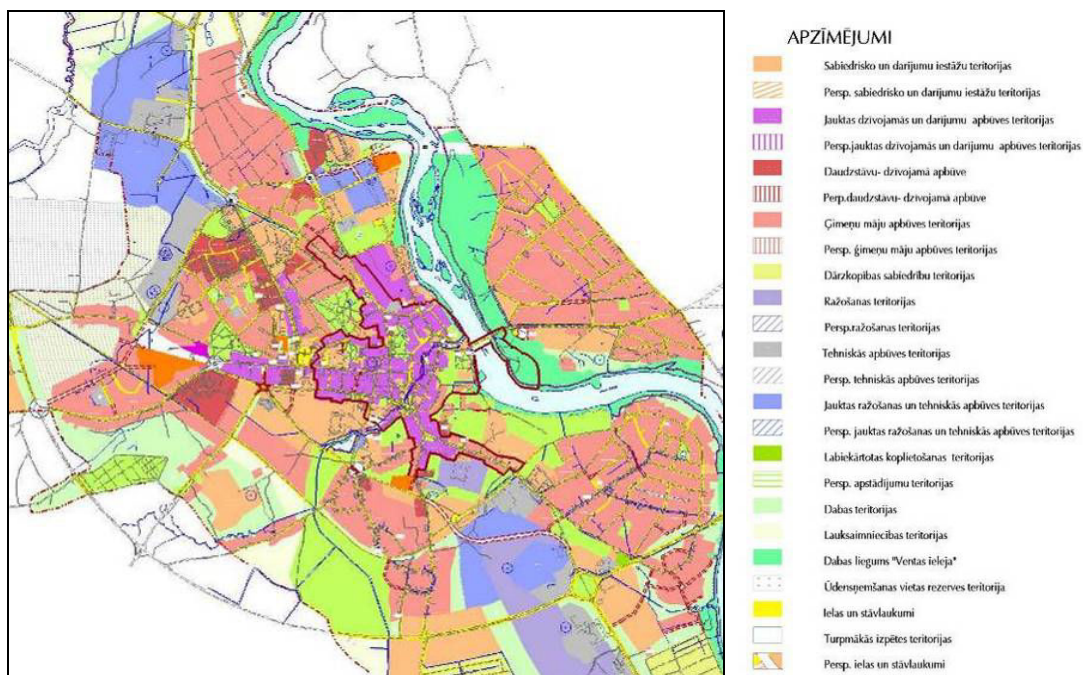 APZĪMĒJUMI
Sabiedrisko un darījumu iestāžu teritorijas
Persp. sabiedrisko un darījumu iestāžu teritorijas
Jauktas dzīvojamās un darījumu apbūves teritorijas
Persp.jauktas dzīvojamās un darījumu apbūves teritorijas
Daudzstāvu- dzīvojamā apbūve
Perp.daudzstāvu- dzīvojamā apbūve
Ģimeņu māju apbūves teritorijas
Persp. ģimeņu māju apbūves teritorijas
Dārzkopības sabiedrību teritorijas
Ražošanas teritorijas
Persp.ražošanas teritorijas
Tehniskās apbūves teritorijas
Persp. tehniskās apbūves teritorijas
Jauktas ražošanas un tehniskās apbūves teritorijas
Persp. jauktas ražošanas un tehniskās apbūves teritorijas
Labiekārtotas koplietošanas teritorijas
Persp. apstādījumu teritorijas
Dabas teritorijas
Lauksaimniecības teritorijas
Dabas liegums "Ventas ieleja"
Ūdensņemšanas vietas rezerves teritorija
Ielas un stāvlaukumi
Turpmākās izpētes teritorijas
Persp. ielas un stāvlaukumi